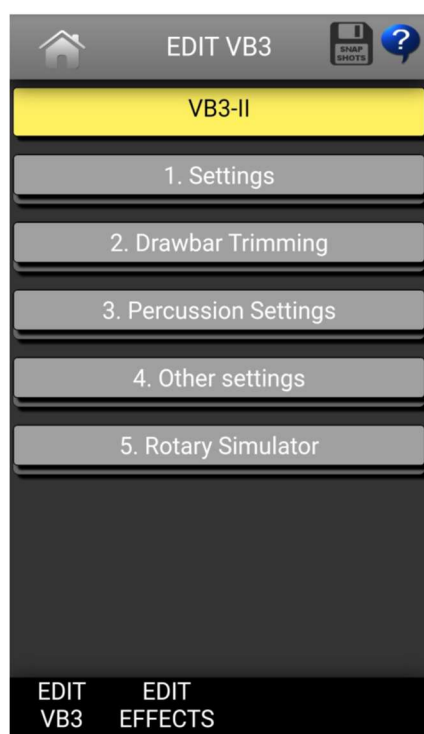 EDIT VB3
SNAP
SHOTS
?
VB3-II
1. Settings
2. Drawbar Trimming
3. Percussion Settings
4. Other settings
5. Rotary Simulator
EDIT
VB3
EDIT
EFFECTS